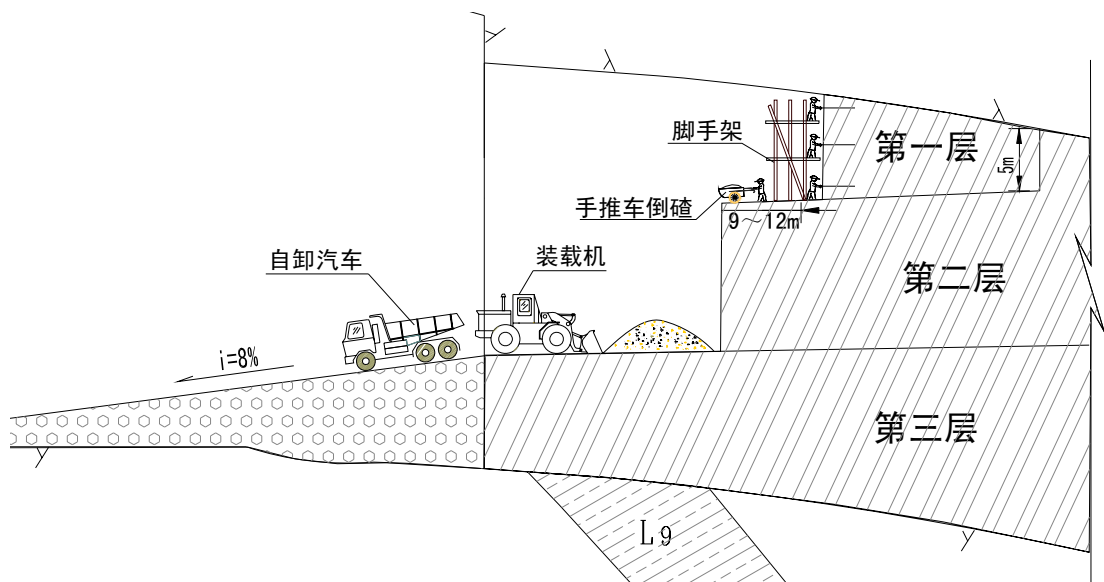 脚手架
第一层
5m
手推车倒碴
9～12m
自卸汽车
装载机
第二层
i=8%
第三层
L9